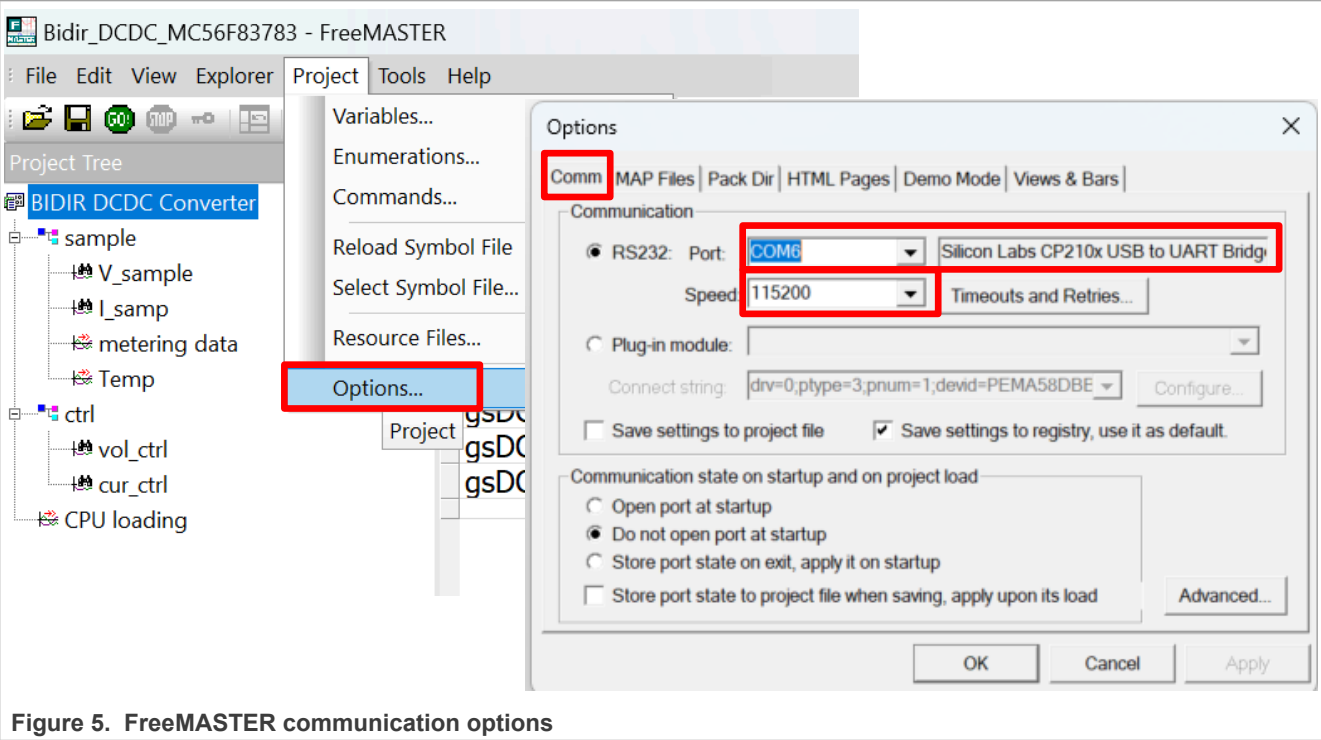 Bidir_DCDC_MC56F83783 - FreeMASTER
File Edit View Explorer Project Tools Help
GO! STOP
Project Tree
BIDIR DCDC Converter
sample
V_sample
I_samp
metering data
Temp
ctrl
vol_ctrl
cur_ctrl
CPU loading
Variables...
Enumerations...
Commands...
Reload Symbol File
Select Symbol File...
Resource Files...
Options...
Project
gsDC
gsDC
gsDC
Options
Comm MAP Files Pack Dir HTML Pages Demo Mode Views & Bars
Communication
RS232: Port: COM6 Silicon Labs CP210x USB to UART Bridg
Speed: 115200 Timeouts and Retries...
Plug-in module:
Connect string: drv=0;ptype=3;pnum=1;devid=PEMA58DBE Configure...
Save settings to project file Save settings to registry, use it as default.
Communication state on startup and on project load
Open port at startup
Do not open port at startup
Store port state on exit, apply it on startup
Store port state to project file when saving, apply upon its load Advanced...
OK Cancel Apply
Figure 5. FreeMASTER communication options